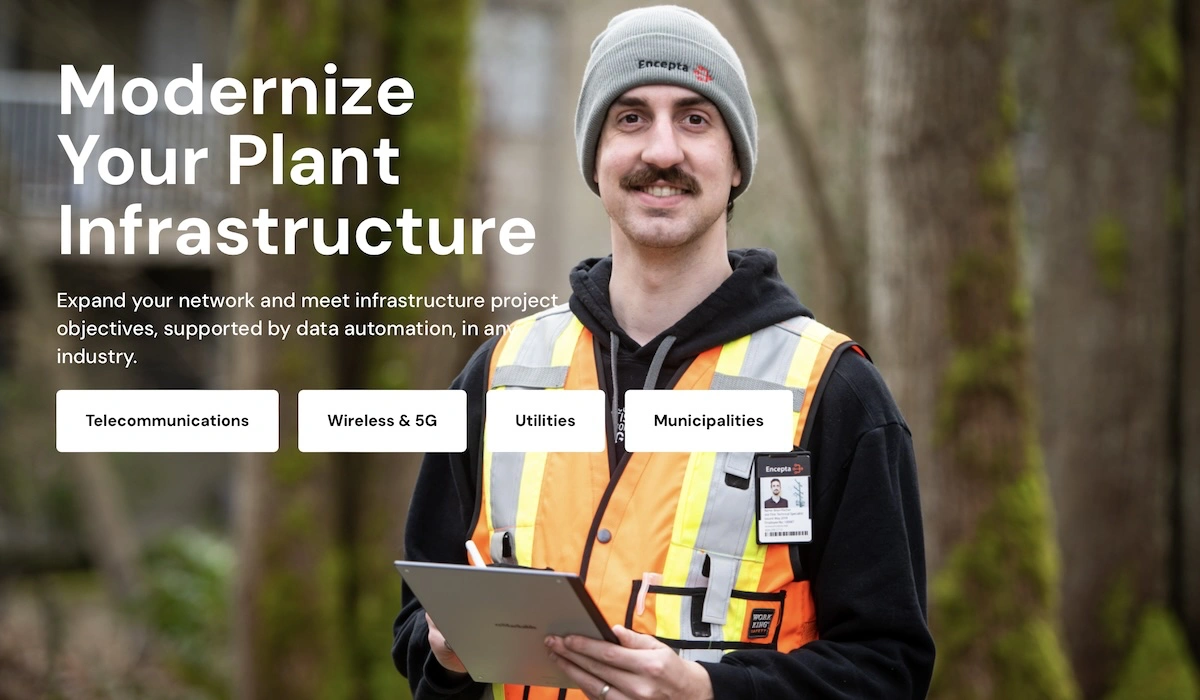 Modernize
Your Plant
Infrastructure
Expand your network and meet infrastructure project
objectives, supported by data automation, in any
industry.
Telecommunications
Wireless & 5G
Utilities
Municipalities
Encepta
Encepta
WORK
KING
SAFETY